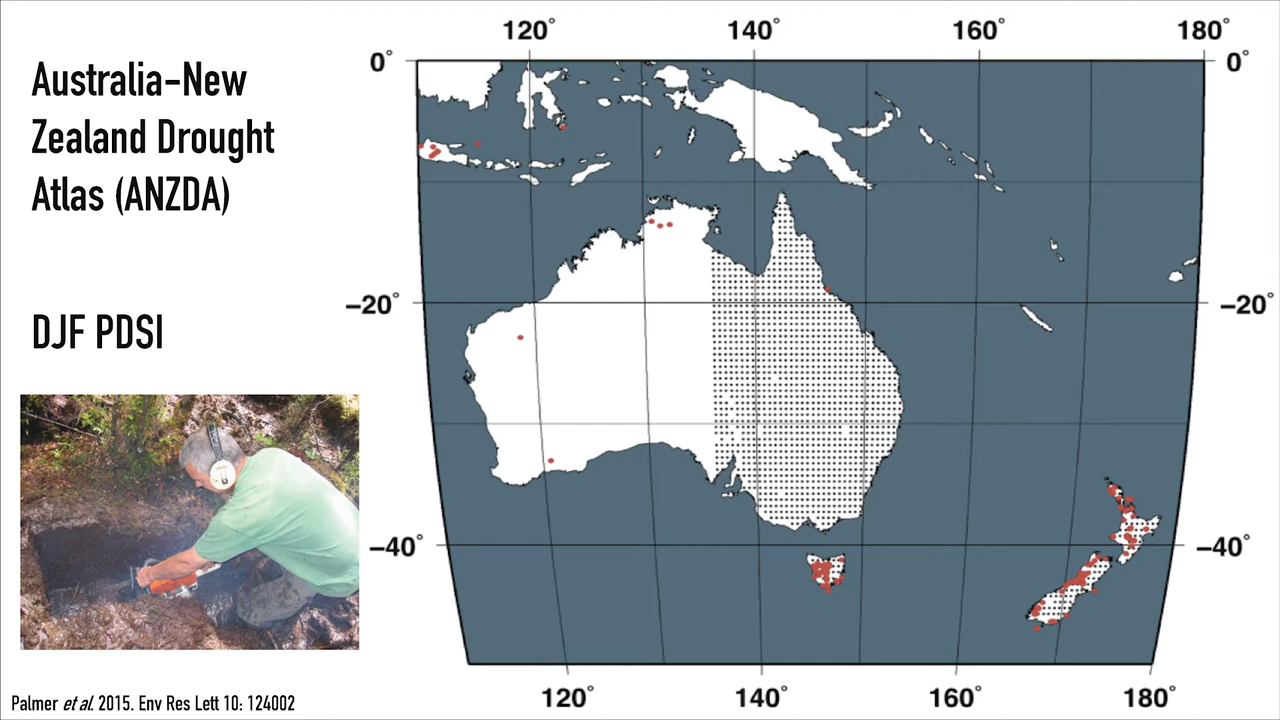 Australia–New
Zealand Drought
Atlas (ANZDA)
DJF PDSI
Palmer et al. 2015. Env Res Lett 10: 124002
120° 140° 160° 180°
0° 0°
−20° −20°
−40° −40°
120° 140° 160° 180°